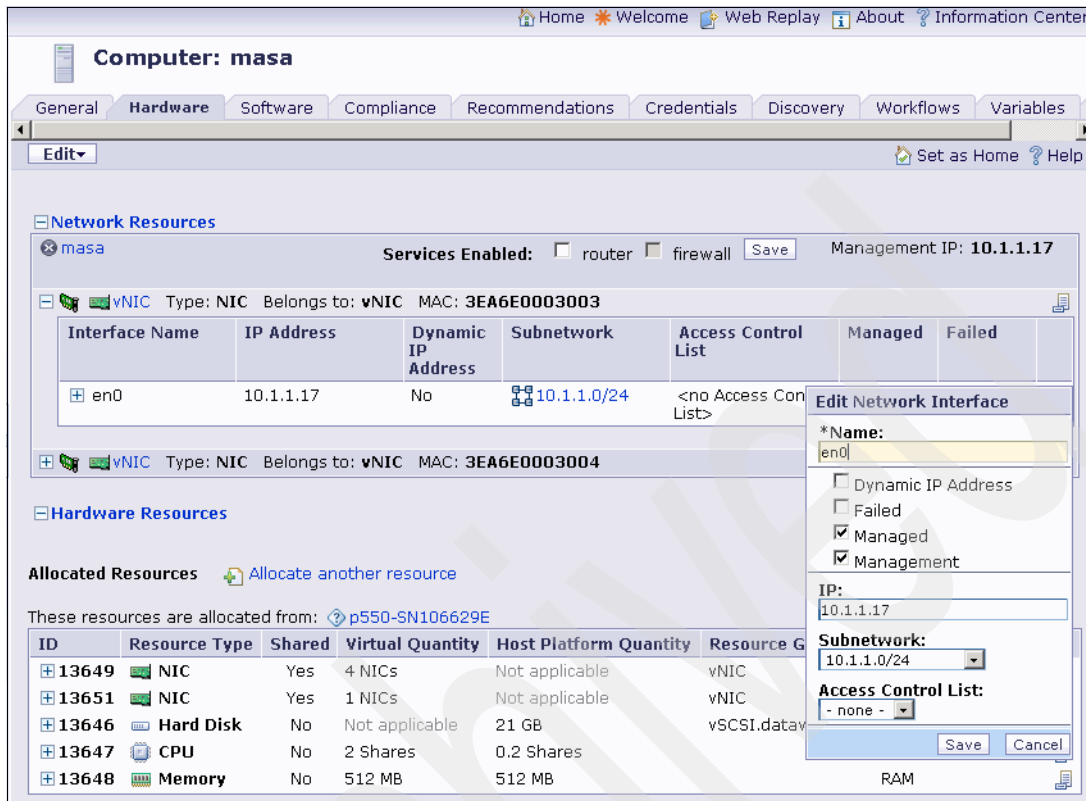 Home Welcome Web Replay About ? Information Center
Computer: masa
General Hardware Software Compliance Recommendations Credentials Discovery Workflows Variables
Edit Set as Home ? Help
Network Resources
masa Services Enabled: router firewall Save Management IP: 10.1.1.17
vNIC Type: NIC Belongs to: vNIC MAC: 3EA6E0003003
Interface Name IP Address Dynamic IP Address Subnetwork Access Control List Managed Failed
en0 10.1.1.17 No 10.1.1.0/24 <no Access Con
List>
vNIC Type: NIC Belongs to: vNIC MAC: 3EA6E0003004
Edit Network Interface
*Name:
en0
Dynamic IP Address
Failed
Managed
Management
IP:
10.1.1.17
Subnetwork:
10.1.1.0/24
Access Control List:
- none -
Save Cancel
Hardware Resources
Allocated Resources Allocate another resource
These resources are allocated from: p550-SN106629E
ID Resource Type Shared Virtual Quantity Host Platform Quantity Resource G
13649 NIC Yes 4 NICs Not applicable vNIC
13651 NIC Yes 1 NICs Not applicable vNIC
13646 Hard Disk No Not applicable 21 GB vSCSI.datav
13647 CPU No 2 Shares 0.2 Shares
13648 Memory No 512 MB 512 MB RAM